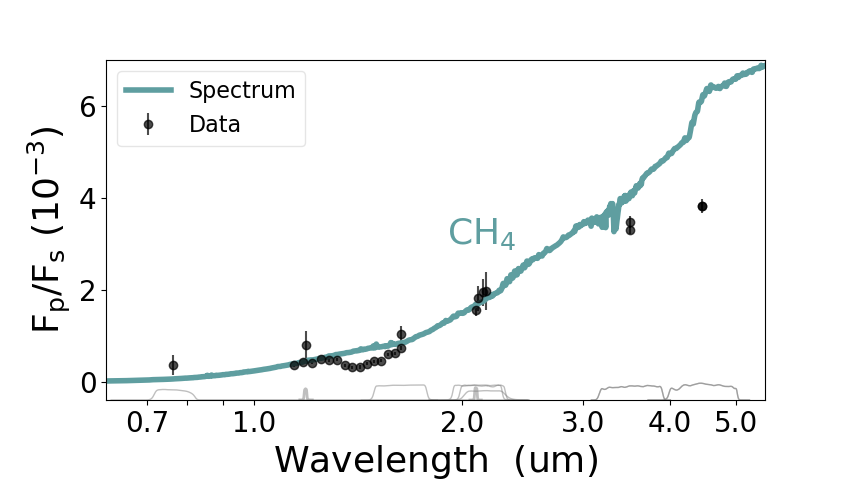 Spectrum
Data
6
4
2
0
CH₄
Fₚ/Fₛ (10⁻³)
0.7 1.0 2.0 3.0 4.0 5.0
Wavelength (um)